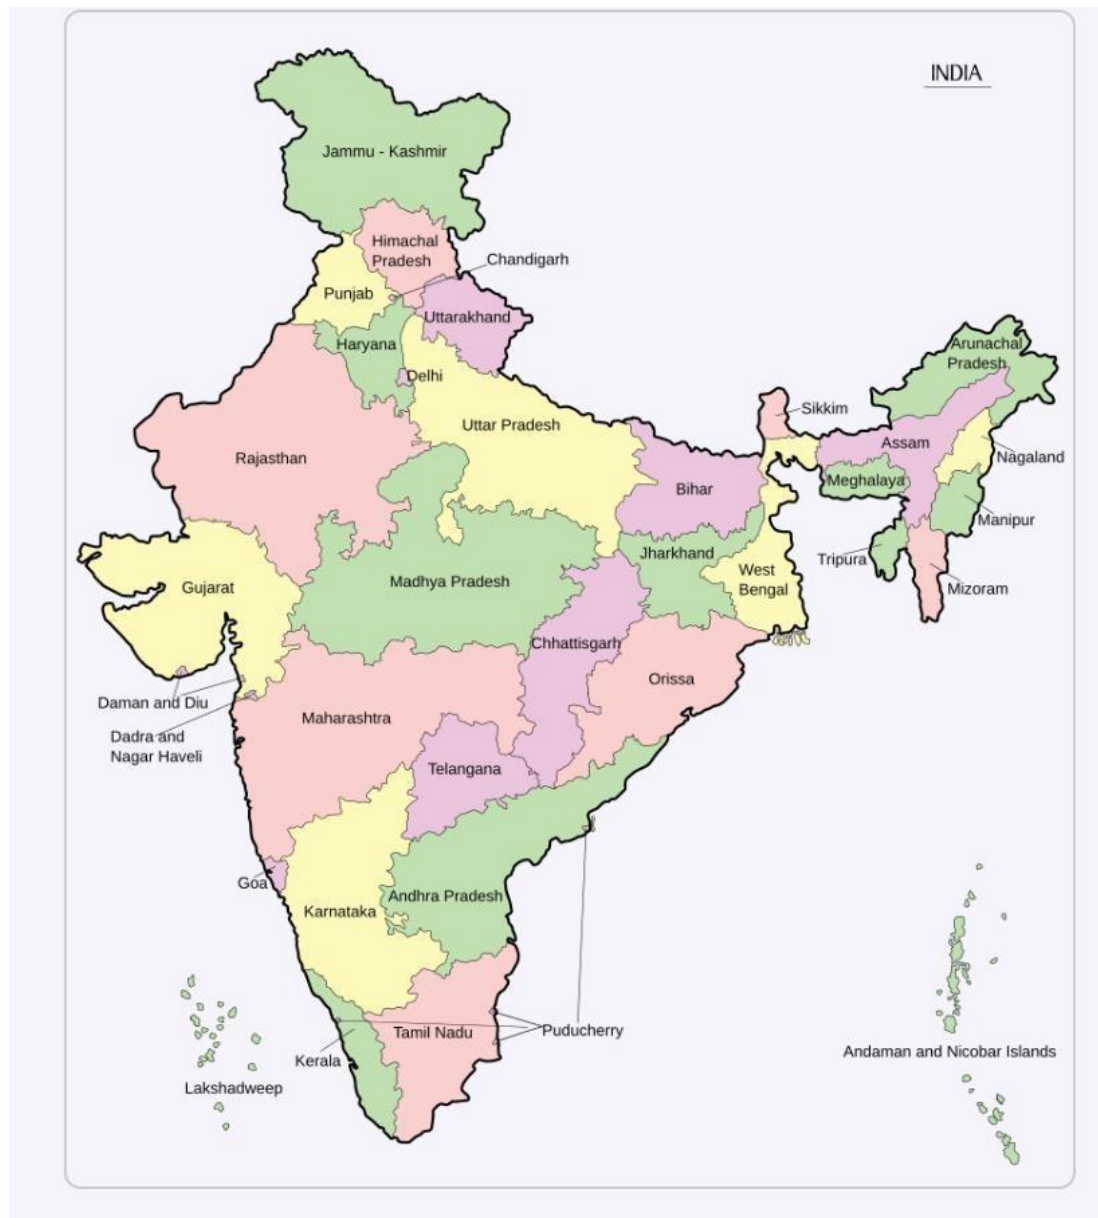 INDIA
Jammu - Kashmir
Himachal
Pradesh
Chandigarh
Punjab
Uttarakhand
Haryana
Delhi
Arunachal
Pradesh
Sikkim
Uttar Pradesh
Assam
Nagaland
Rajasthan
Meghalaya
Bihar
Manipur
Jharkhand
Tripura
West
Bengal
Madhya Pradesh
Gujarat
Mizoram
Chhattisgarh
Orissa
Daman and Diu
Maharashtra
Dadra and
Nagar Haveli
Telangana
Goa
Andhra Pradesh
Karnataka
Tamil Nadu
Puducherry
Kerala
Andaman and Nicobar Islands
Lakshadweep